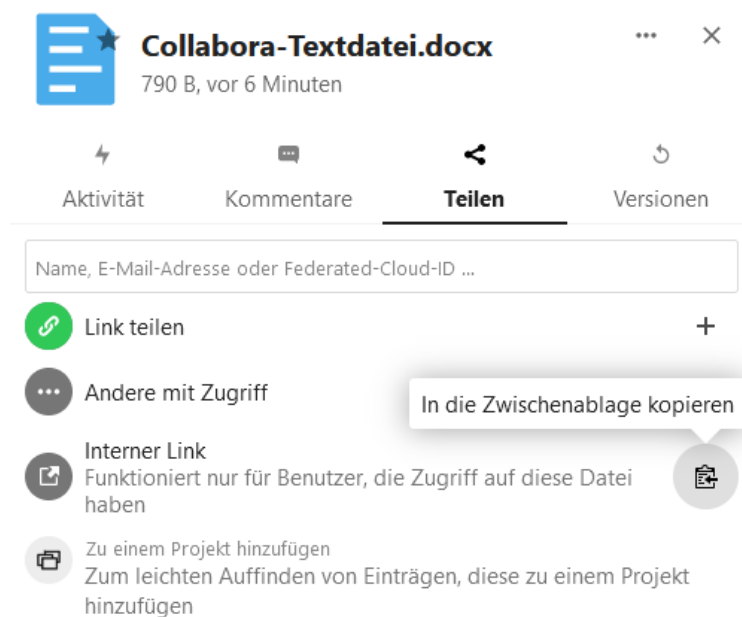 Collabora-Textdatei.docx
790 B, vor 6 Minuten
Aktivität
Kommentare
Teilen
Versionen
Name, E-Mail-Adresse oder Federated-Cloud-ID ...
Link teilen
Andere mit Zugriff
In die Zwischenablage kopieren
Interner Link
Funktioniert nur für Benutzer, die Zugriff auf diese Datei
haben
Zu einem Projekt hinzufügen
Zum leichten Auffinden von Einträgen, diese zu einem Projekt
hinzufügen